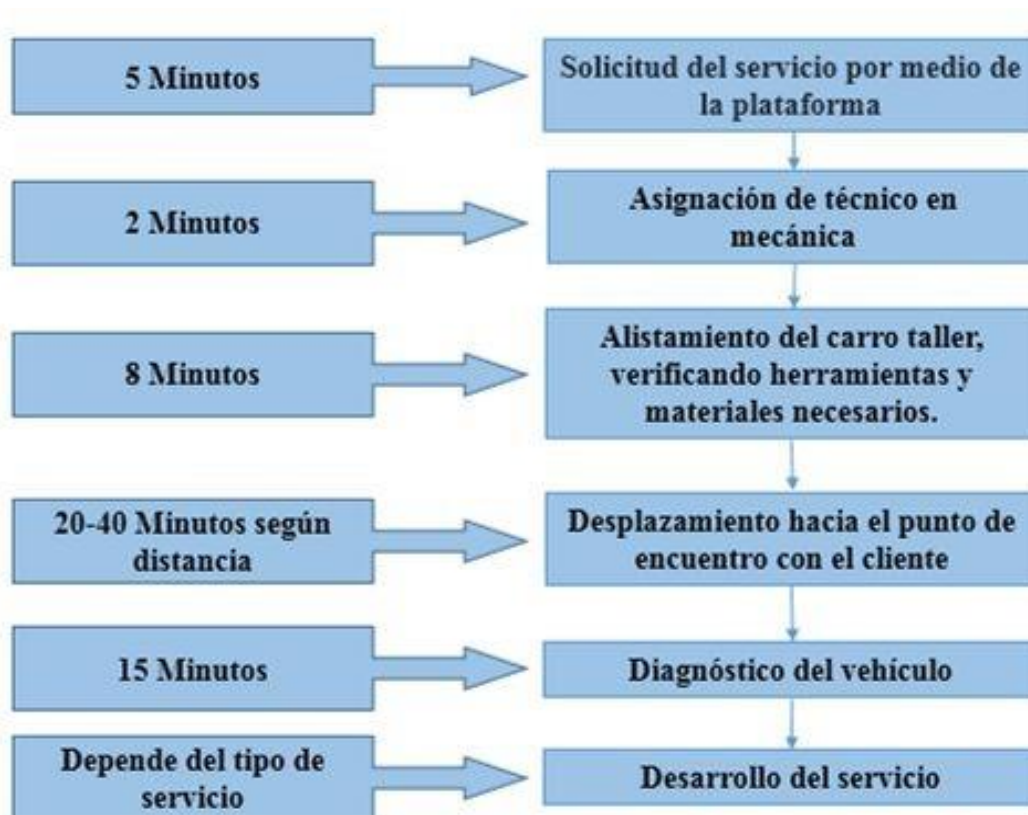 5 Minutos
Solicitud del servicio por medio de
la plataforma
2 Minutos
Asignación de técnico en
mecánica
8 Minutos
Alistamiento del carro taller,
verificando herramientas y
materiales necesarios.
20-40 Minutos según
distancia
Desplazamiento hacia el punto de
encuentro con el cliente
15 Minutos
Diagnóstico del vehículo
Depende del tipo de
servicio
Desarrollo del servicio